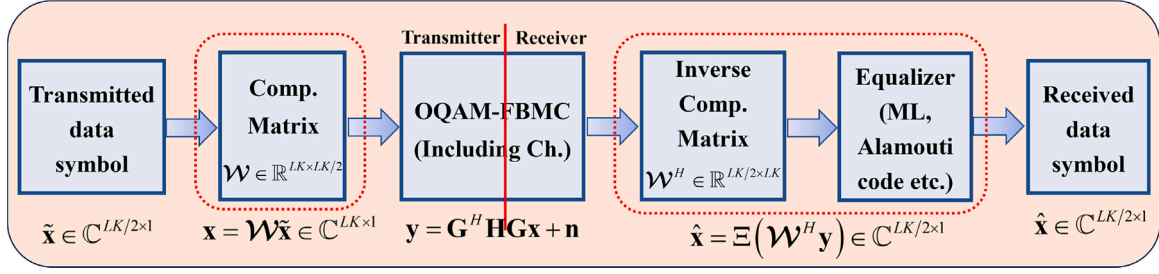 Transmitted
data
symbol
x̃ ∈ ℂ^{LK/2×1}
Comp.
Matrix
𝒲 ∈ ℝ^{LK×LK/2}
x = 𝒲x̃ ∈ ℂ^{LK×1}
Transmitter Receiver
OQAM-FBMC
(Including Ch.)
y = G^H HGx + n
Inverse
Comp.
Matrix
𝒲^H ∈ ℝ^{LK/2×LK}
Equalizer
(ML,
Alamouti
code etc.)
x̂ = Ξ(𝒲^H y) ∈ ℂ^{LK/2×1}
Received
data
symbol
x̂ ∈ ℂ^{LK/2×1}